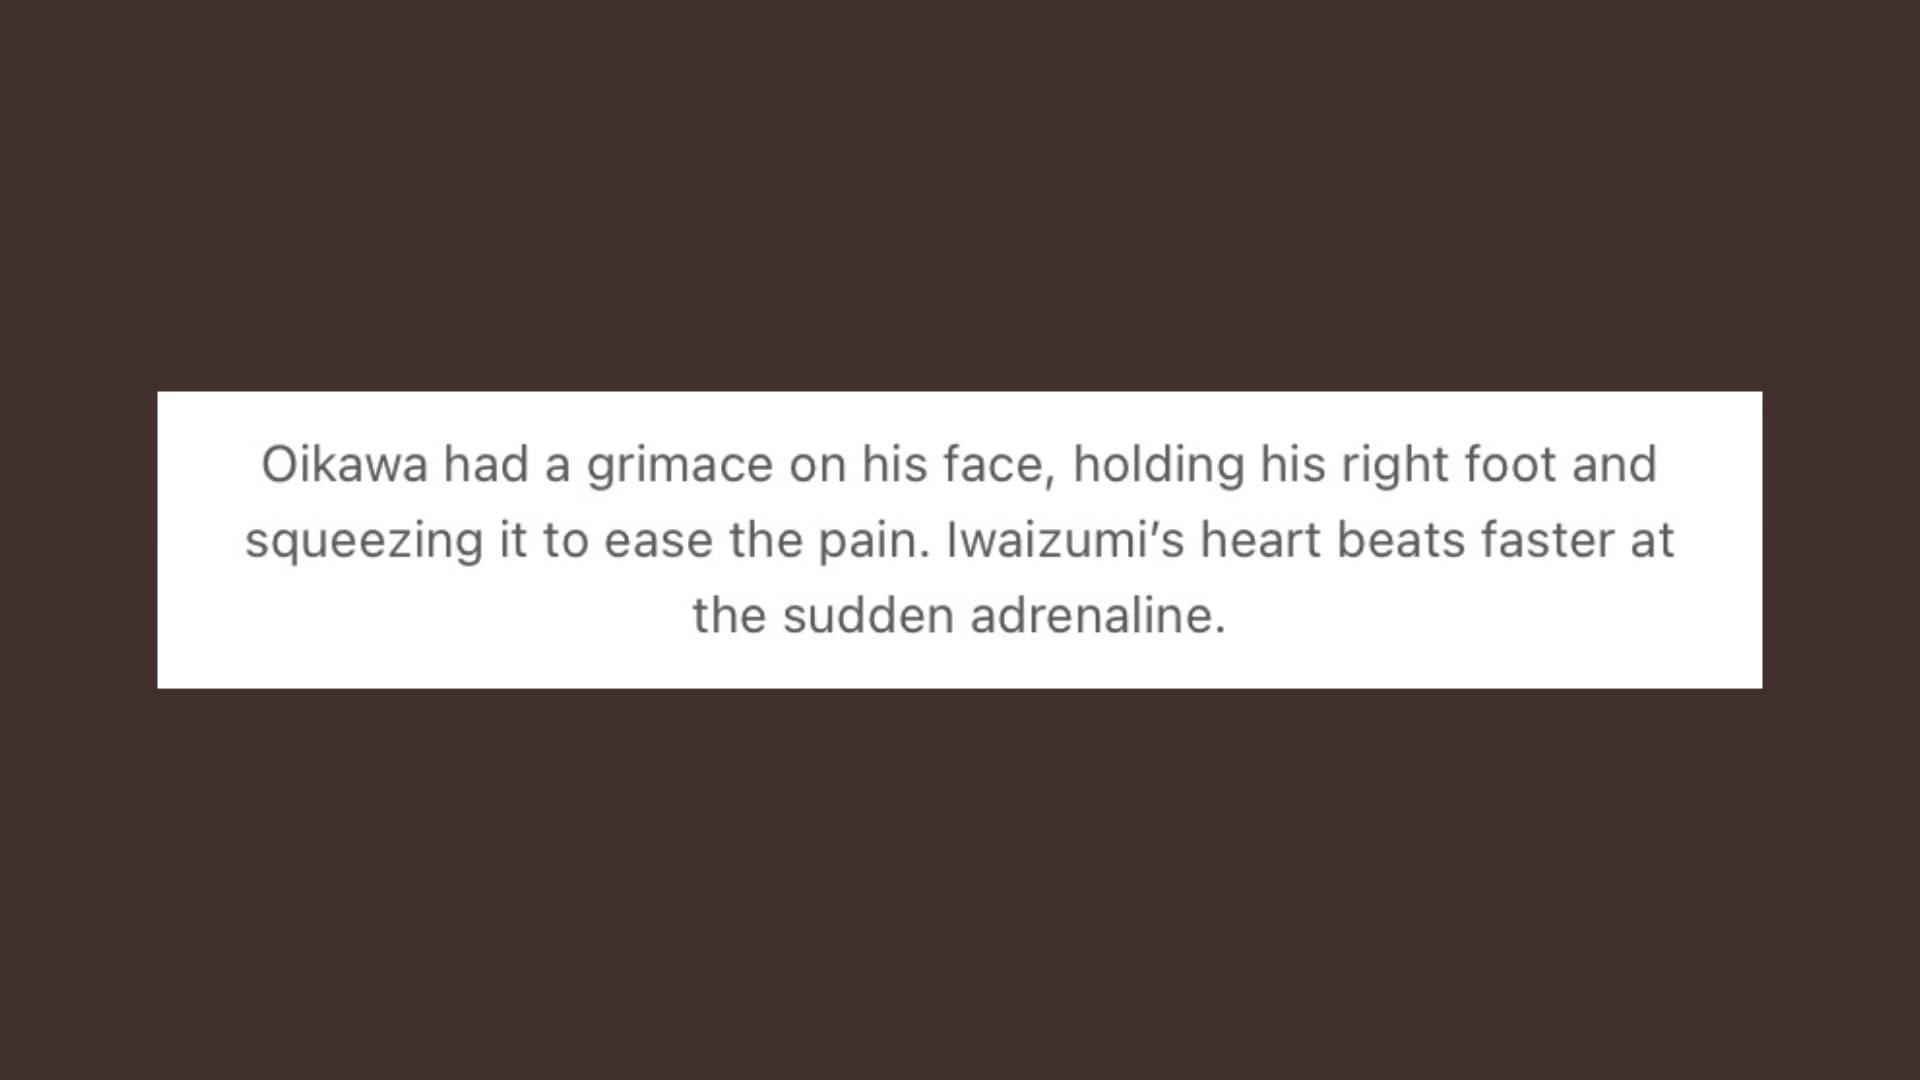 Oikawa had a grimace on his face, holding his right foot and
squeezing it to ease the pain. Iwaizumi’s heart beats faster at
the sudden adrenaline.